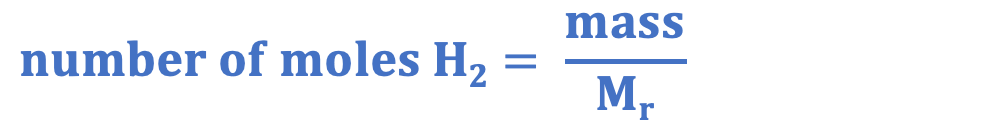 number of moles H₂ = mass
Mᵣ